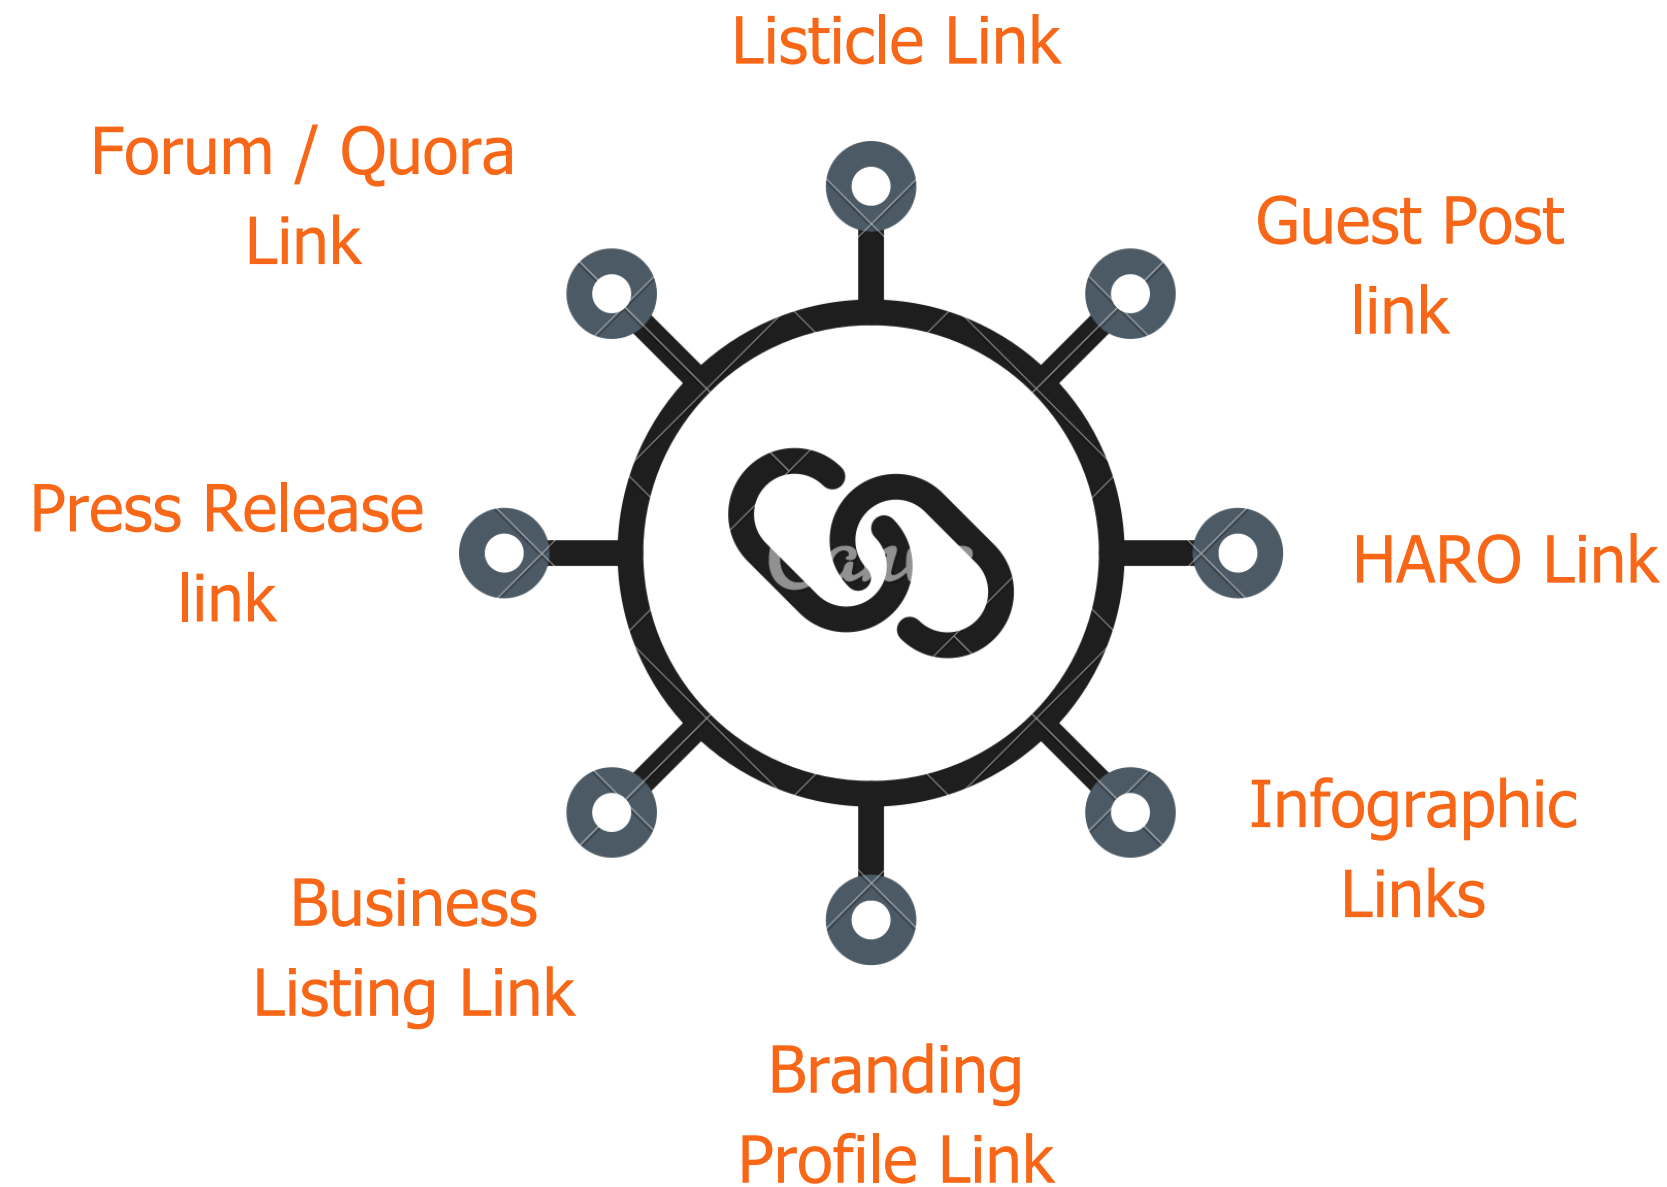 Listicle Link
Forum / Quora
Link
Guest Post
link
Press Release
link
HARO Link
Infographic
Links
Business
Listing Link
Branding
Profile Link